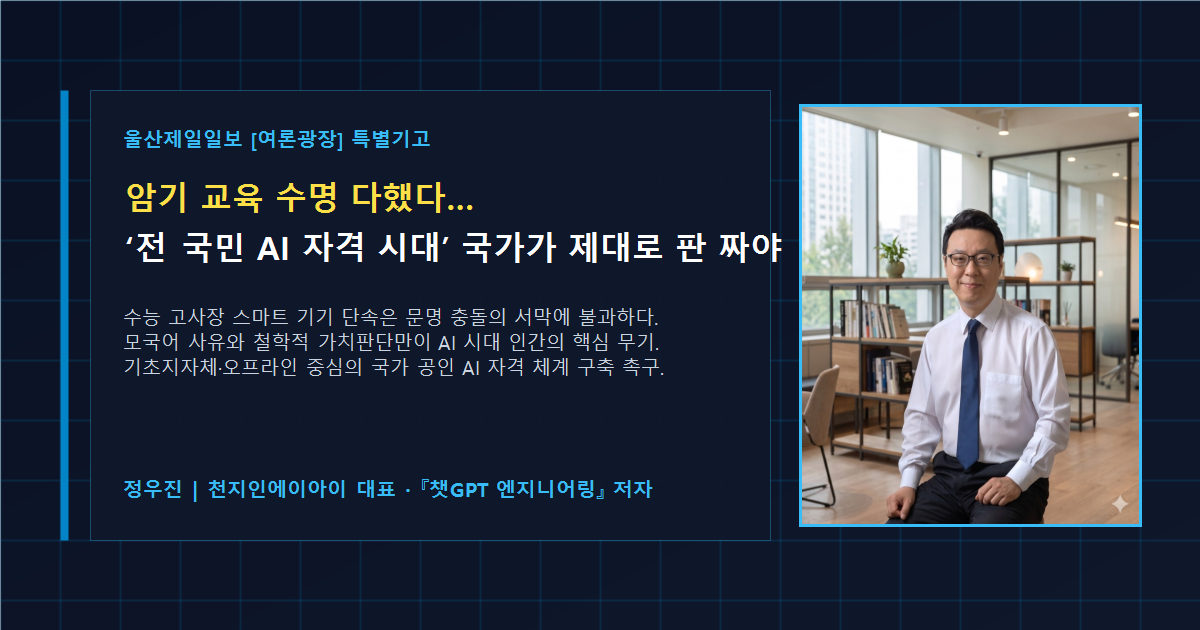 울산제일일보 [여론광장] 특별기고
암기 교육 수명 다했다...
‘전 국민 AI 자격 시대’ 국가가 제대로 판 짜야
수능 고사장 스마트 기기 단속은 문명 충돌의 서막에 불과하다.
모국어 사유와 철학적 가치판단만이 AI 시대 인간의 핵심 무기.
기초지자체·오프라인 중심의 국가 공인 AI 자격 체계 구축 촉구.
정우진 | 천지인에이아이 대표 · 『챗GPT 엔지니어링』 저자